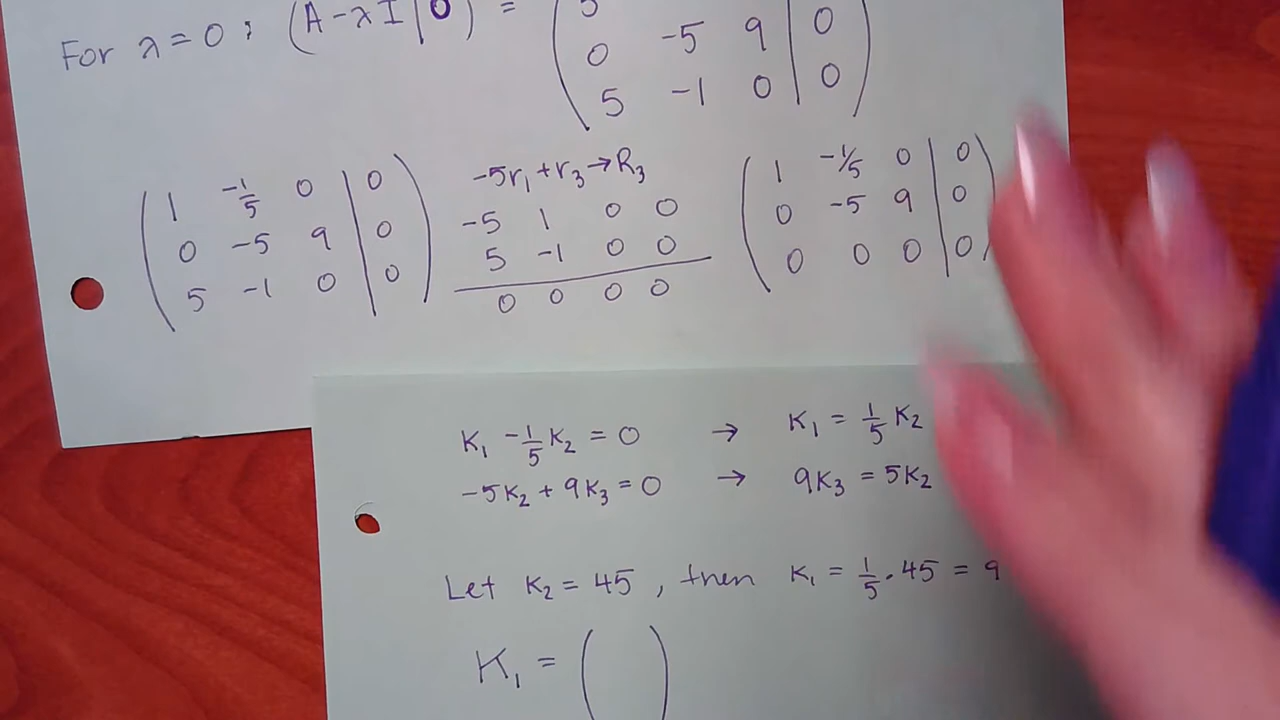 For λ = 0 ; (A - λI | 0) = 5
0 -5 9 | 0
5 -1 0 | 0
1 -1/5 0 | 0
0 -5 9 | 0
5 -1 0 | 0
-5r₁ + r₃ → R₃
-5 1 0 0
5 -1 0 0
0 0 0 0
1 -1/5 0 | 0
0 -5 9 | 0
0 0 0 | 0
K₁ - 1/5 K₂ = 0 → K₁ = 1/5 K₂
-5K₂ + 9K₃ = 0 → 9K₃ = 5K₂
Let K₂ = 45 , then K₁ = 1/5 · 45 = 9
K₁ = ( )